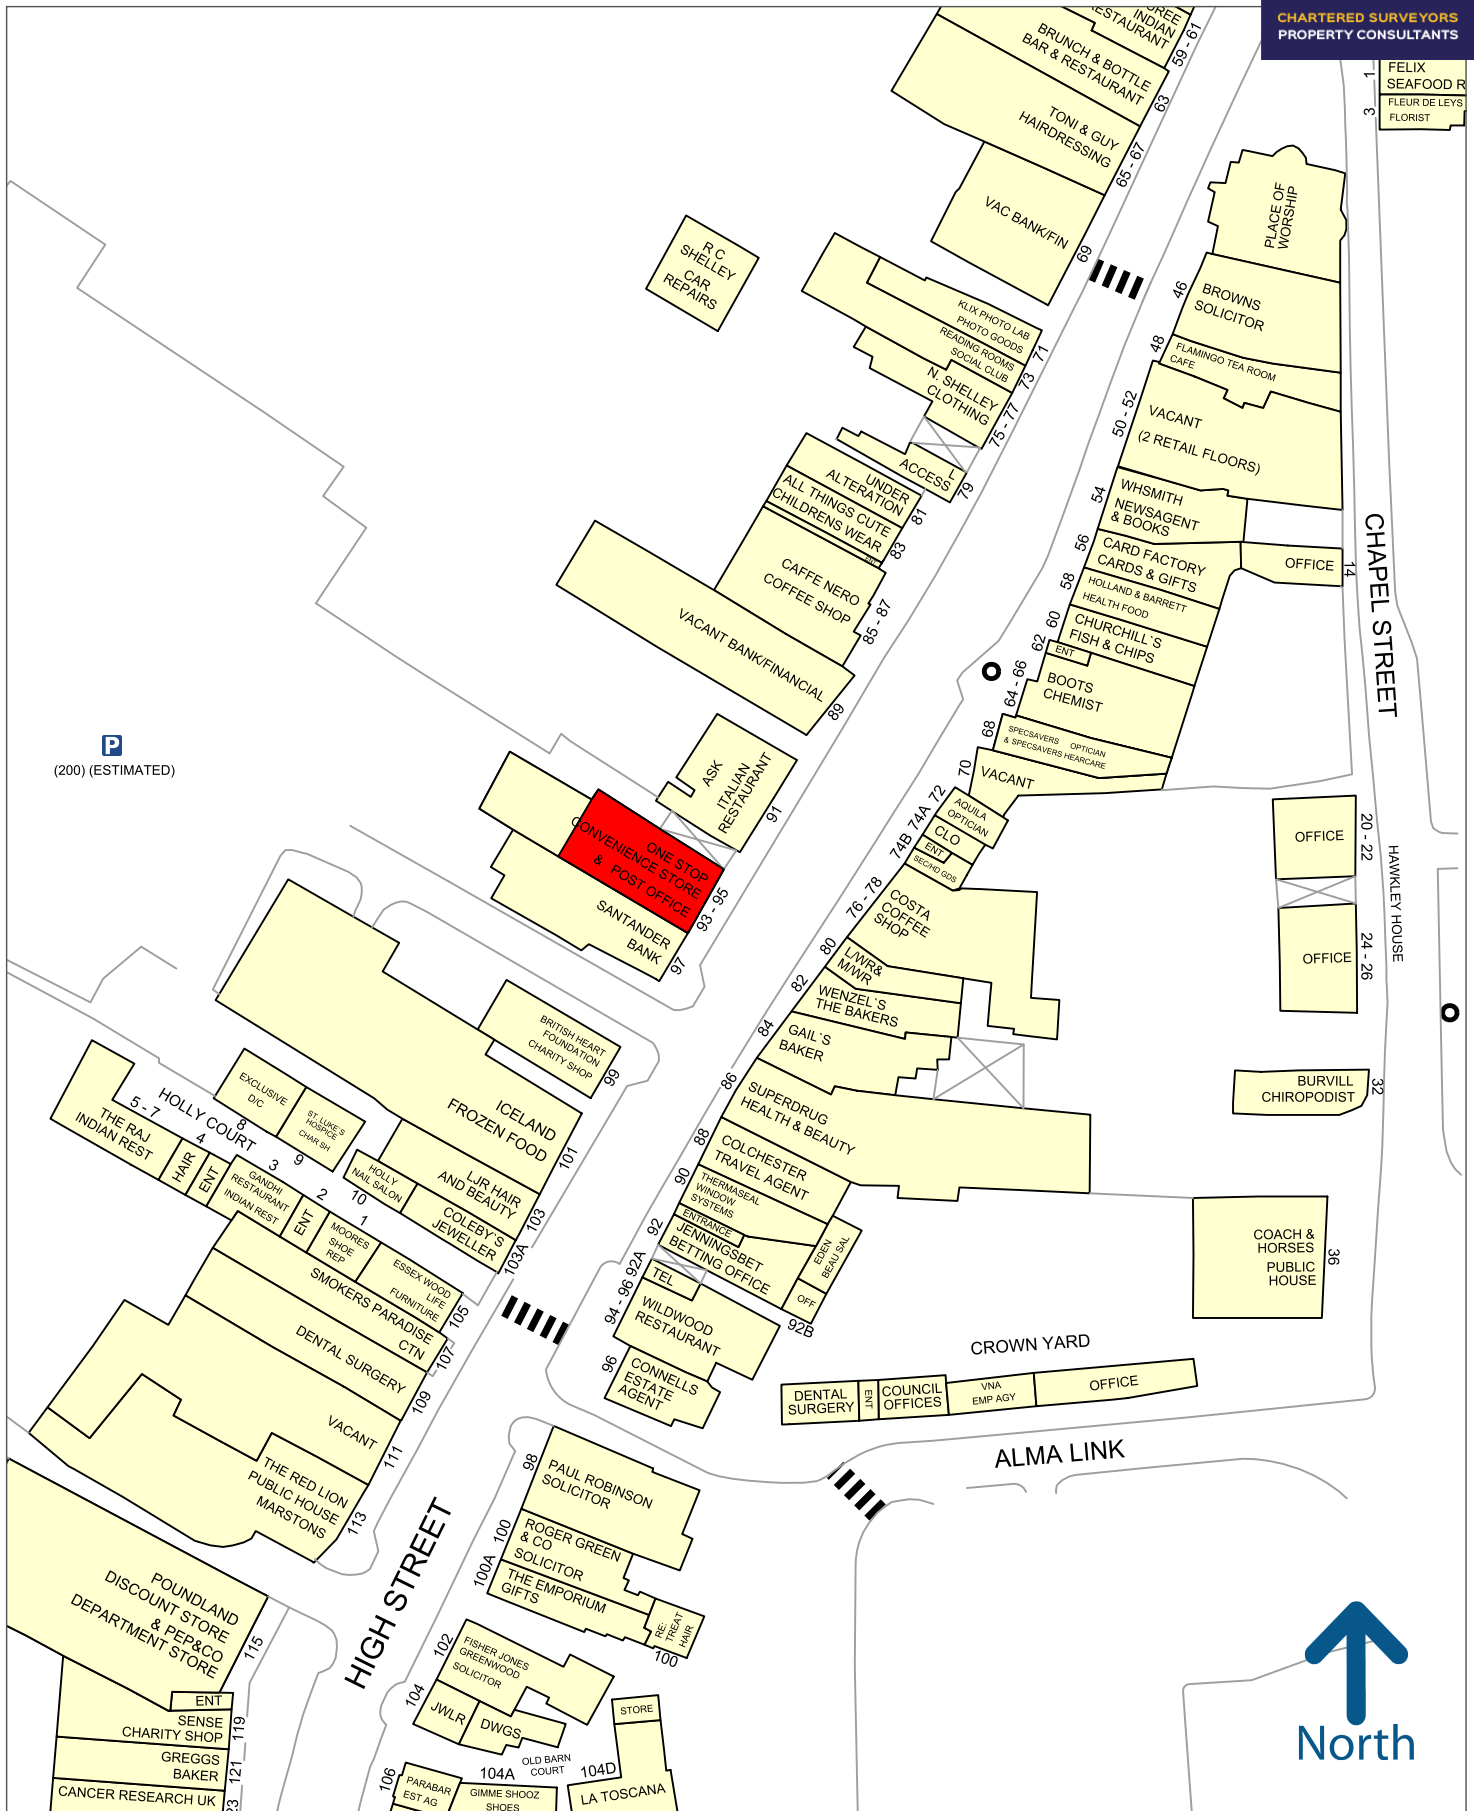 CHARTERED SURVEYORS
PROPERTY CONSULTANTS
INDIAN
RESTAURANT
59 - 61
BRUNCH & BOTTLE
BAR & RESTAURANT
63
TONI & GUY
HAIRDRESSING
65 - 67
VAC BANK/FIN
69
1
FELIX
SEAFOOD R
3
FLEUR DE LEYS
FLORIST
PLACE OF
WORSHIP
R C
SHELLEY
CAR
REPAIRS
KLIX PHOTO LAB
PHOTO GOODS
71
READING ROOMS
SOCIAL CLUB
73
N. SHELLEY
CLOTHING
75 - 77
L
ACCESS
79
UNDER
ALTERATION
81
ALL THINGS CUTE
CHILDRENS WEAR
83
CAFFE NERO
COFFEE SHOP
85 - 87
VACANT BANK/FINANCIAL
89
46
BROWNS
SOLICITOR
48
FLAMINGO TEA ROOM
CAFE
50 - 52
VACANT
(2 RETAIL FLOORS)
54
WHSMITH
NEWSAGENT
& BOOKS
56
CARD FACTORY
CARDS & GIFTS
OFFICE
14
58
HOLLAND & BARRETT
HEALTH FOOD
60
CHURCHILL`S
FISH & CHIPS
62
ENT
64 - 66
BOOTS
CHEMIST
68
SPECSAVERS OPTICIAN
& SPECSAVERS HEARCARE
70
VACANT
CHAPEL STREET
P
(200) (ESTIMATED)
ASK
ITALIAN
RESTAURANT
91
ONE STOP
CONVENIENCE STORE
& POST OFFICE
93 - 95
SANTANDER
BANK
97
72
AQUILA
OPTICIAN
74A
CLO
74B
ENT
SEC/HD GDS
76 - 78
COSTA
COFFEE
SHOP
80
L/WR&
M/WR
82
WENZEL`S
THE BAKERS
84
GAIL`S
BAKER
86
SUPERDRUG
HEALTH & BEAUTY
88
COLCHESTER
TRAVEL AGENT
90
THERMASEAL
WINDOW
SYSTEMS
ENTRANCE
92
JENNINGSBET
BETTING OFFICE
EDEN
BEAU SAL
OFF
92B
92A
TEL
94 - 96
WILDWOOD
RESTAURANT
96
CONNELLS
ESTATE
AGENT
OFFICE
20 - 22
HAWKLEY HOUSE
OFFICE
24 - 26
BURVILL
CHIROPODIST
32
COACH &
HORSES
PUBLIC
HOUSE
36
CROWN YARD
DENTAL
SURGERY
ENT
COUNCIL
OFFICES
VNA
EMP AGY
OFFICE
ALMA LINK
BRITISH HEART
FOUNDATION
CHARITY SHOP
99
ICELAND
FROZEN FOOD
101
LJR HAIR
AND BEAUTY
103
COLEBY`S
JEWELLER
103A
HOLLY
NAIL SALON
10
EXCLUSIVE
D/C
8
ST. LUKE`S
HOSPICE
CHAR SH
9
HOLLY COURT
5 - 7
THE RAJ
INDIAN REST
4
HAIR
ENT
3
GANDHI
RESTAURANT
INDIAN REST
2
ENT
1
MOORES
SHOE
REP
ESSEX WOOD
LIFE
FURNITURE
105
SMOKERS PARADISE
CTN
107
DENTAL SURGERY
109
VACANT
111
THE RED LION
PUBLIC HOUSE
MARSTONS
113
POUNDLAND
DISCOUNT STORE
& PEP&CO
DEPARTMENT STORE
115
ENT
SENSE
CHARITY SHOP
119
GREGGS
BAKER
121
CANCER RESEARCH UK
23
HIGH STREET
98
PAUL ROBINSON
SOLICITOR
100
ROGER GREEN
& CO
SOLICITOR
100A
THE EMPORIUM
GIFTS
RE:
TREAT
HAIR
100
102
FISHER JONES
GREENWOOD
SOLICITOR
104
JWLR
DWGS
STORE
OLD BARN
COURT
104A
104D
106
PARABAR
EST AG
GIMME SHOOZ
SHOES
LA TOSCANA
North